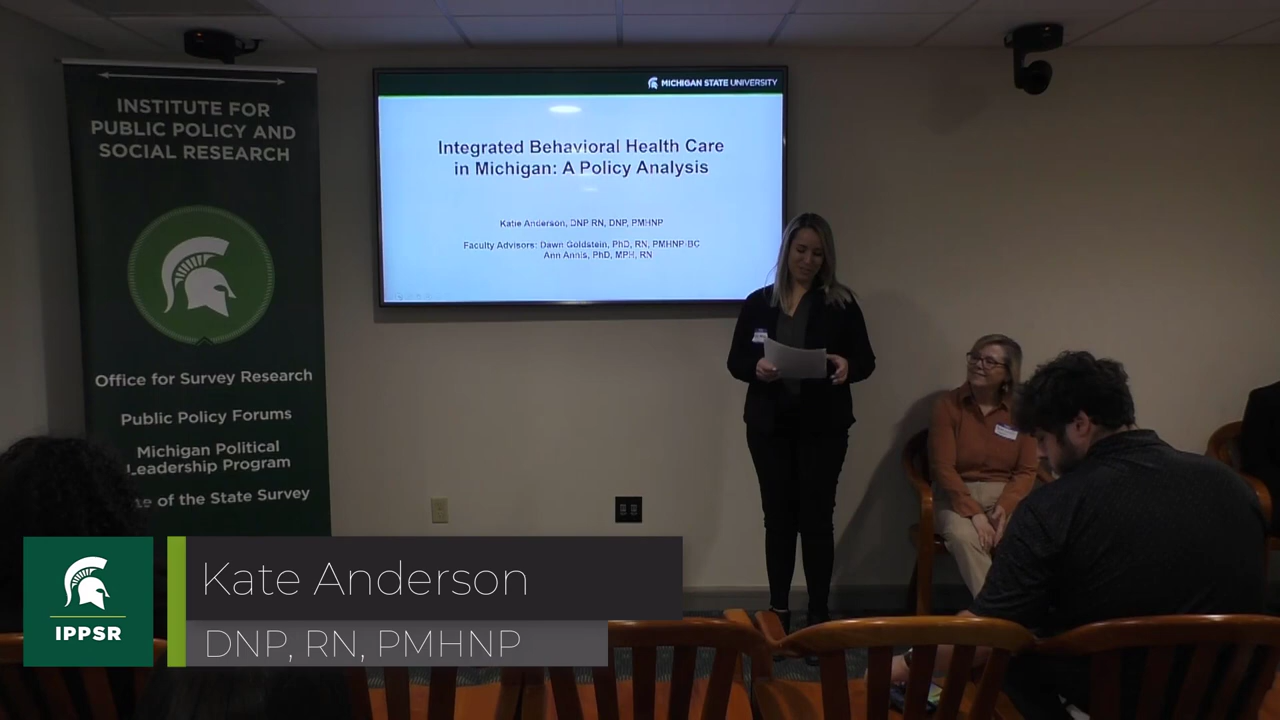 INSTITUTE FOR
PUBLIC POLICY AND
SOCIAL RESEARCH
Office for Survey Research
Public Policy Forums
Michigan Political
Leadership Program
of the State Survey
MICHIGAN STATE UNIVERSITY
Integrated Behavioral Health Care
in Michigan: A Policy Analysis
Katie Anderson, DNP RN, DNP, PMHNP
Faculty Advisors: Dawn Goldstein, PhD, RN, PMHNP-BC
Ann Annis, PhD, MPH, RN
IPPSR
Kate Anderson
DNP, RN, PMHNP